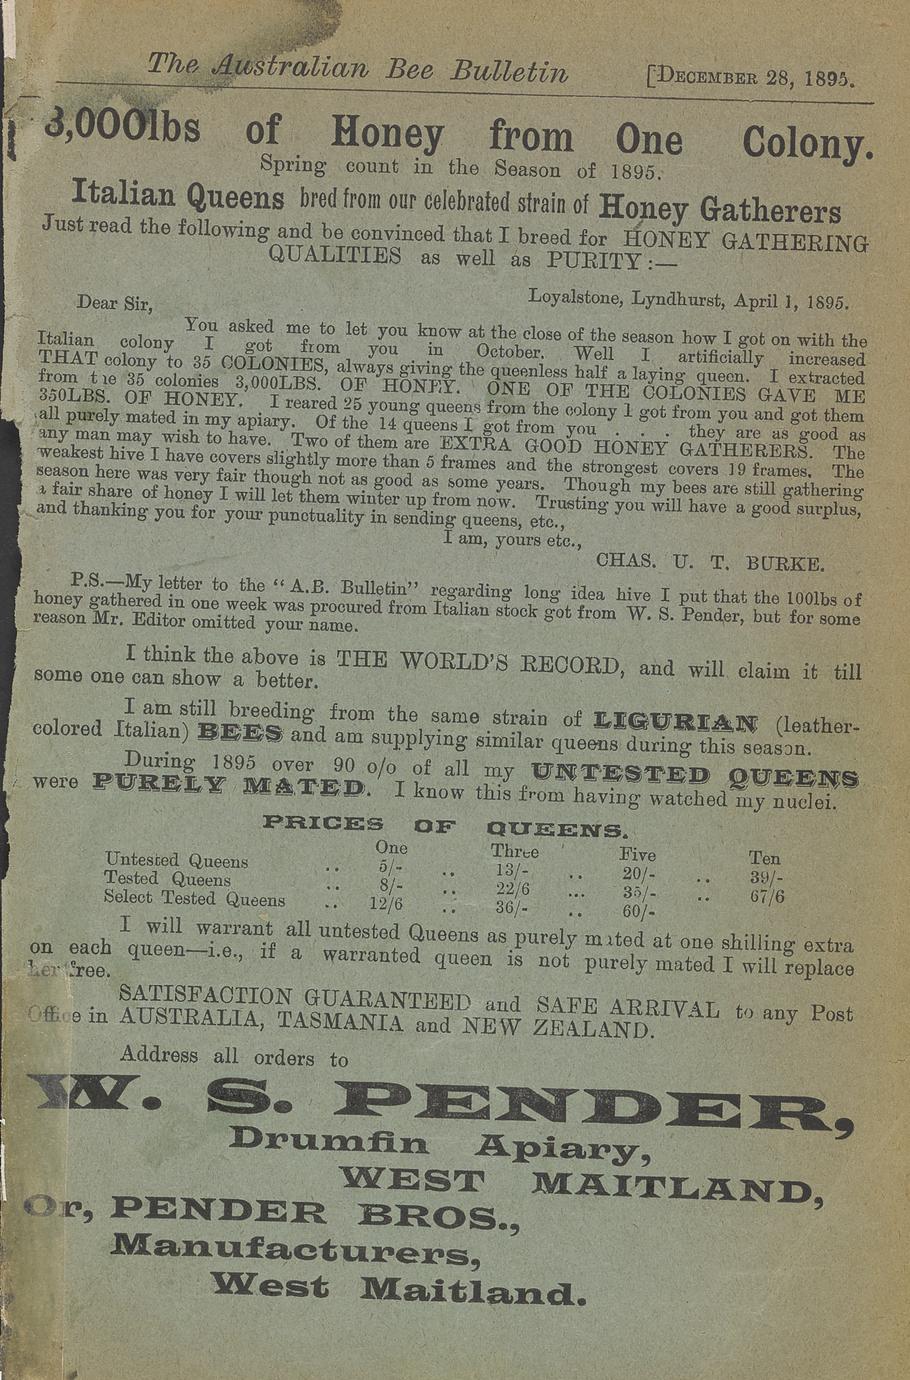 The Australian Bee Bulletin [DECEMBER 28, 1895.
3,000lbs of Honey from One Colony.
Spring count in the Season of 1895.
Italian Queens bred from our celebrated strain of Honey Gatherers
Just read the following and be convinced that I breed for HONEY GATHERING
QUALITIES as well as PURITY:—
Loyalstone, Lyndhurst, April 1, 1895.
Dear Sir,
You asked me to let you know at the close of the season how I got on with the
Italian colony I got from you in October. Well I artificially increased
THAT colony to 35 COLONIES, always giving the queenless half a laying queen. I extracted
from t ie 35 colonies 3,000LBS. OF HONEY. ONE OF THE COLONIES GAVE ME
350LBS. OF HONEY. I reared 25 young queens from the colony I got from you and got them
all purely mated in my apiary. Of the 14 queens I got from you . . . they are as good as
any man may wish to have. Two of them are EXTRA GOOD HONEY GATHERERS. The
weakest hive I have covers slightly more than 5 frames and the strongest covers 19 frames. The
season here was very fair though not as good as some years. Though my bees are still gathering
a fair share of honey I will let them winter up from now. Trusting you will have a good surplus,
and thanking you for your punctuality in sending queens, etc.,
I am, yours etc.,
CHAS. U. T. BURKE.
P.S.—My letter to the "A.B. Bulletin" regarding long idea hive I put that the 100lbs of
honey gathered in one week was procured from Italian stock got from W. S. Pender, but for some
reason Mr. Editor omitted your name.
I think the above is THE WORLD'S RECORD, and will claim it till
some one can show a better.
I am still breeding from the same strain of LIGURIAN (leather-
colored Italian) BEES and am supplying similar queens during this season.
During 1895 over 90 o/o of all my UNTESTED QUEENS
were PURELY MATED. I know this from having watched my nuclei.
PRICES OF QUEENS.
One Three Five Ten
Untested Queens .. 5/- .. 13/- .. 20/- .. 39/-
Tested Queens .. 8/- .. 22/6 ... 35/- .. 67/6
Select Tested Queens .. 12/6 .. 36/- .. 60/-
I will warrant all untested Queens as purely mated at one shilling extra
on each queen—i.e., if a warranted queen is not purely mated I will replace
her free.
SATISFACTION GUARANTEED and SAFE ARRIVAL to any Post
Office in AUSTRALIA, TASMANIA and NEW ZEALAND.
Address all orders to
W. S. PENDER,
Drumfin Apiary,
WEST MAITLAND,
Or, PENDER BROS.,
Manufacturers,
West Maitland.